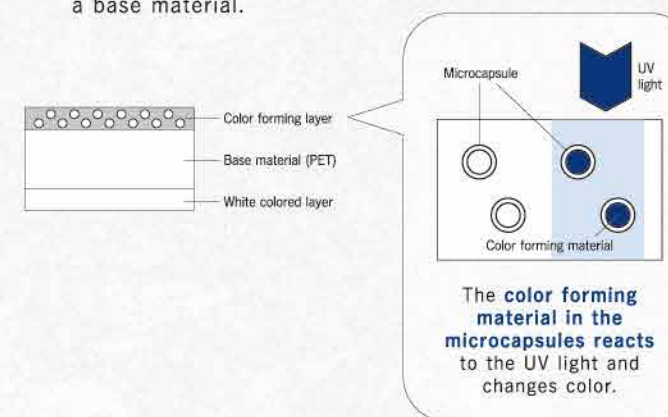 a base material.
Color forming layer
Base material (PET)
White colored layer
Microcapsule
UV
light
Color forming material
The color forming
material in the
microcapsules reacts
to the UV light and
changes color.